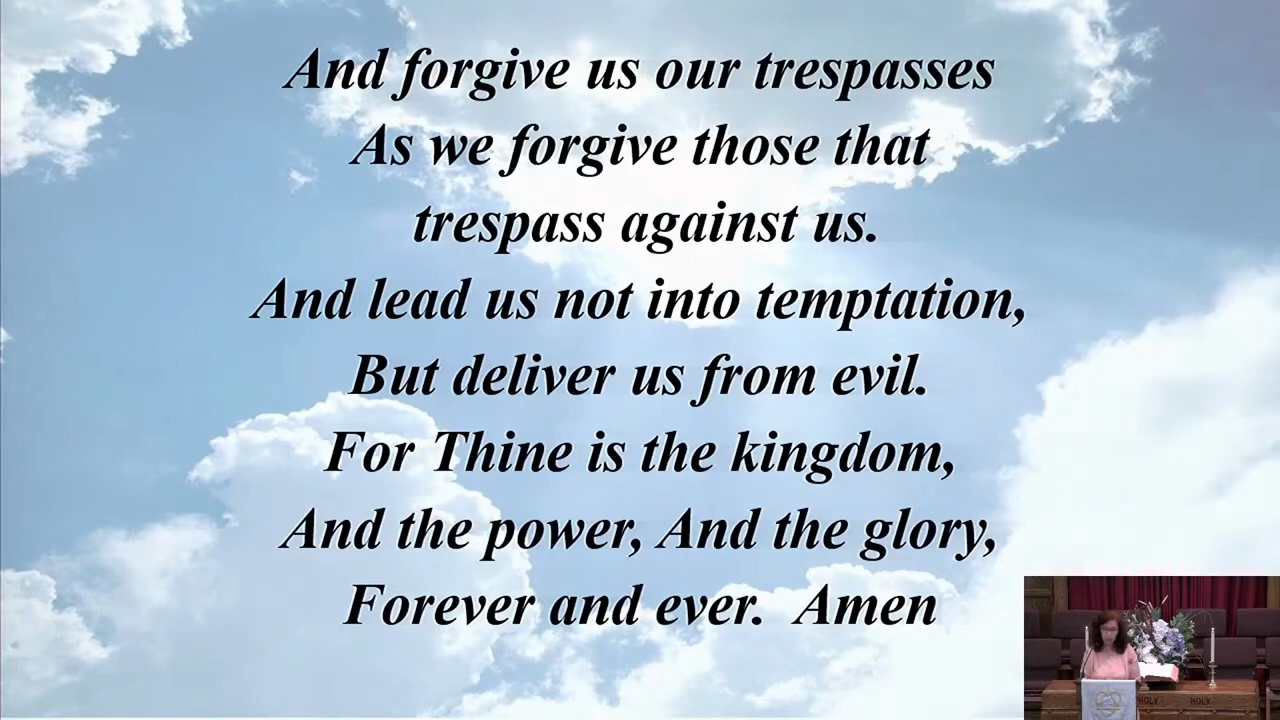 And forgive us our trespasses
As we forgive those that
trespass against us.
And lead us not into temptation,
But deliver us from evil.
For Thine is the kingdom,
And the power, And the glory,
Forever and ever.  Amen
HOLY HOLY